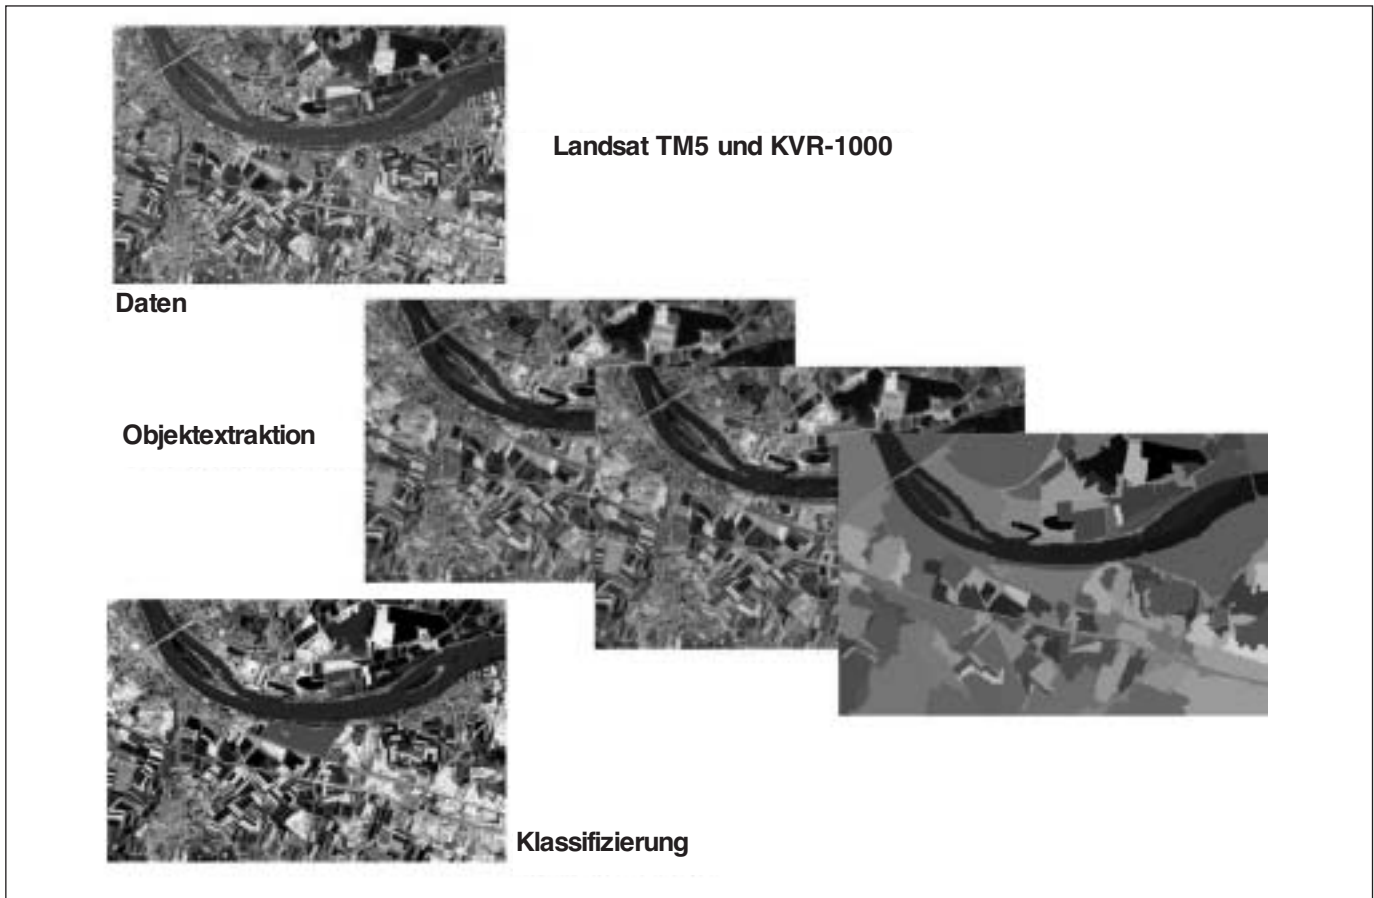 Landsat TM5 und KVR-1000
Daten
Objektextraktion
Klassifizierung